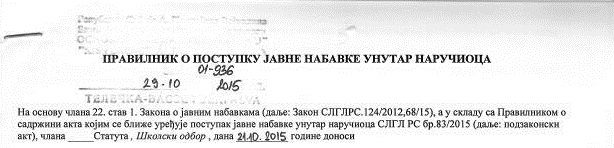 ПРАВИЛНИК О ПОСТУПКУ ЈАВНЕ НАБАВКЕ УНУТАР НАРУЧИОЦА
01-936
29-10 2015
На основу члана 22. став 1. Закона о јавним набавкама (даље: Закон СЛГЛРС.124/2012,68/15), а у складу са Правилником о
садржини акта којим се ближе уређује поступак јавне набавке унутар наручиоца СЛГЛ РС бр.83/2015 (даље: подзаконски
акт), члана _____Статута , Школски одбор , дана 21.10.2015 године доноси